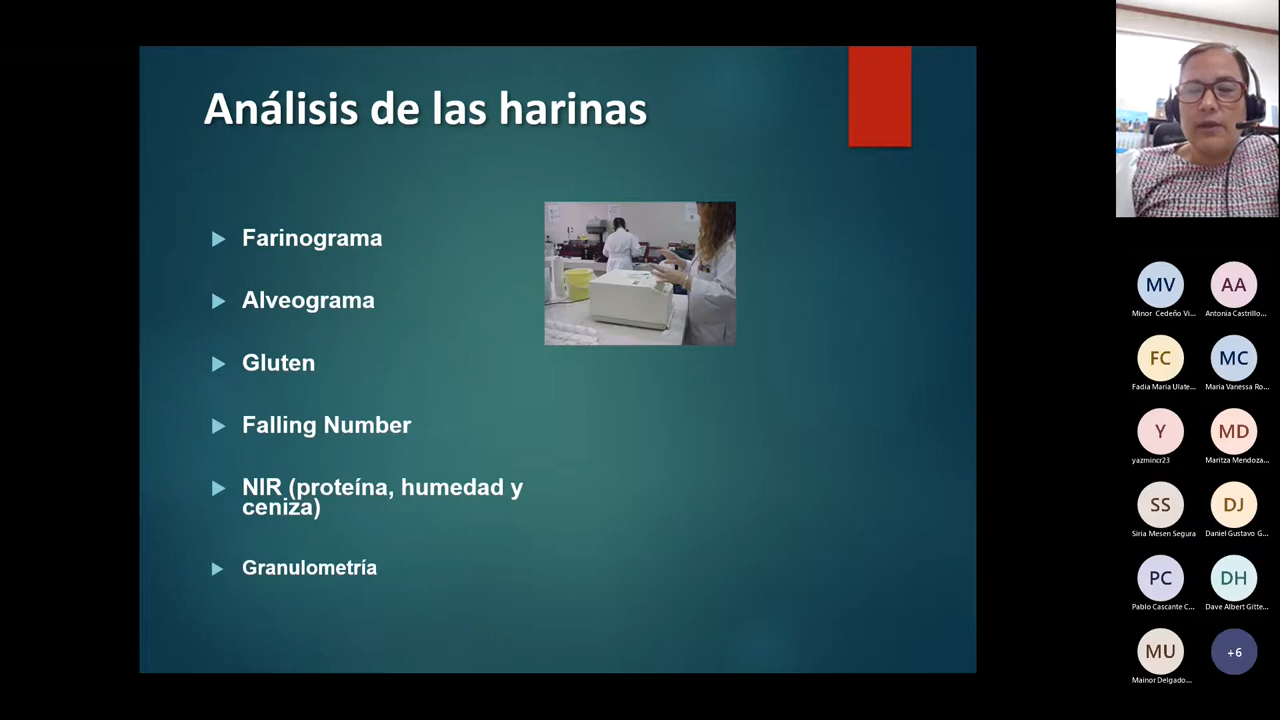 Análisis de las harinas
Farinograma
Alveograma
Gluten
Falling Number
NIR (proteína, humedad y
ceniza)
Granulometría
MV
AA
Minor Cedeño Vi...
Antonia Castrillo...
FC
MC
Fadia Maria Ulate...
Maria Vanessa Ro...
Y
MD
yazmincr23
Maritza Mendoza...
SS
DJ
Siria Mesen Segura
Daniel Gustavo G...
PC
DH
Pablo Cascante C...
Dave Albert Gitte...
MU
+6
Mainor Delgado...